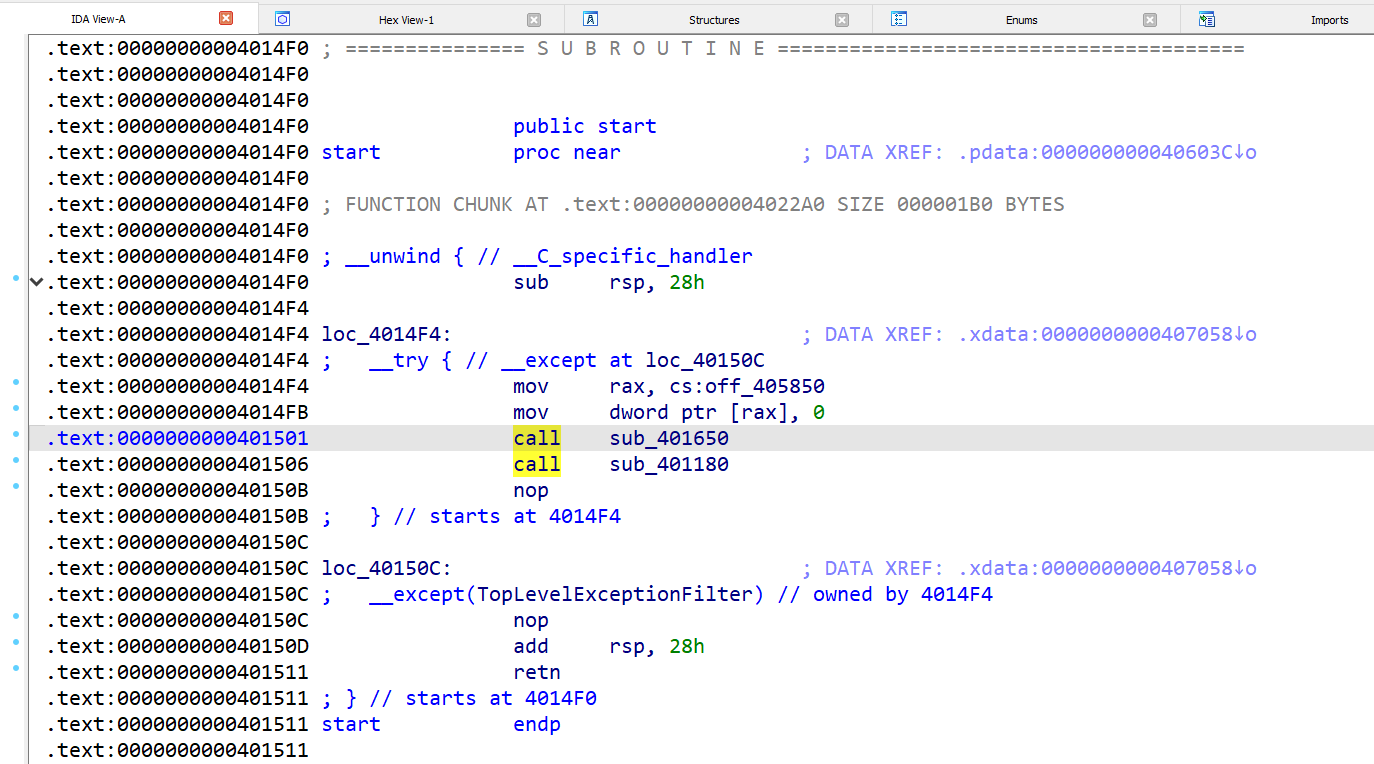 IDA View-A Hex View-1 Structures Enums Imports
.text:00000000004014F0 ; =============== S U B R O U T I N E =======================================
.text:00000000004014F0
.text:00000000004014F0
.text:00000000004014F0 public start
.text:00000000004014F0 start proc near ; DATA XREF: .pdata:000000000040603C↓o
.text:00000000004014F0
.text:00000000004014F0 ; FUNCTION CHUNK AT .text:00000000004022A0 SIZE 000001B0 BYTES
.text:00000000004014F0
.text:00000000004014F0 ; __unwind { // __C_specific_handler
.text:00000000004014F0 sub rsp, 28h
.text:00000000004014F4
.text:00000000004014F4 loc_4014F4: ; DATA XREF: .xdata:0000000000407058↓o
.text:00000000004014F4 ; __try { // __except at loc_40150C
.text:00000000004014F4 mov rax, cs:off_405850
.text:00000000004014FB mov dword ptr [rax], 0
.text:0000000000401501 call sub_401650
.text:0000000000401506 call sub_401180
.text:000000000040150B nop
.text:000000000040150B ; } // starts at 4014F4
.text:000000000040150C
.text:000000000040150C loc_40150C: ; DATA XREF: .xdata:0000000000407058↓o
.text:000000000040150C ; __except(TopLevelExceptionFilter) // owned by 4014F4
.text:000000000040150C nop
.text:000000000040150D add rsp, 28h
.text:0000000000401511 retn
.text:0000000000401511 ; } // starts at 4014F0
.text:0000000000401511 start endp
.text:0000000000401511